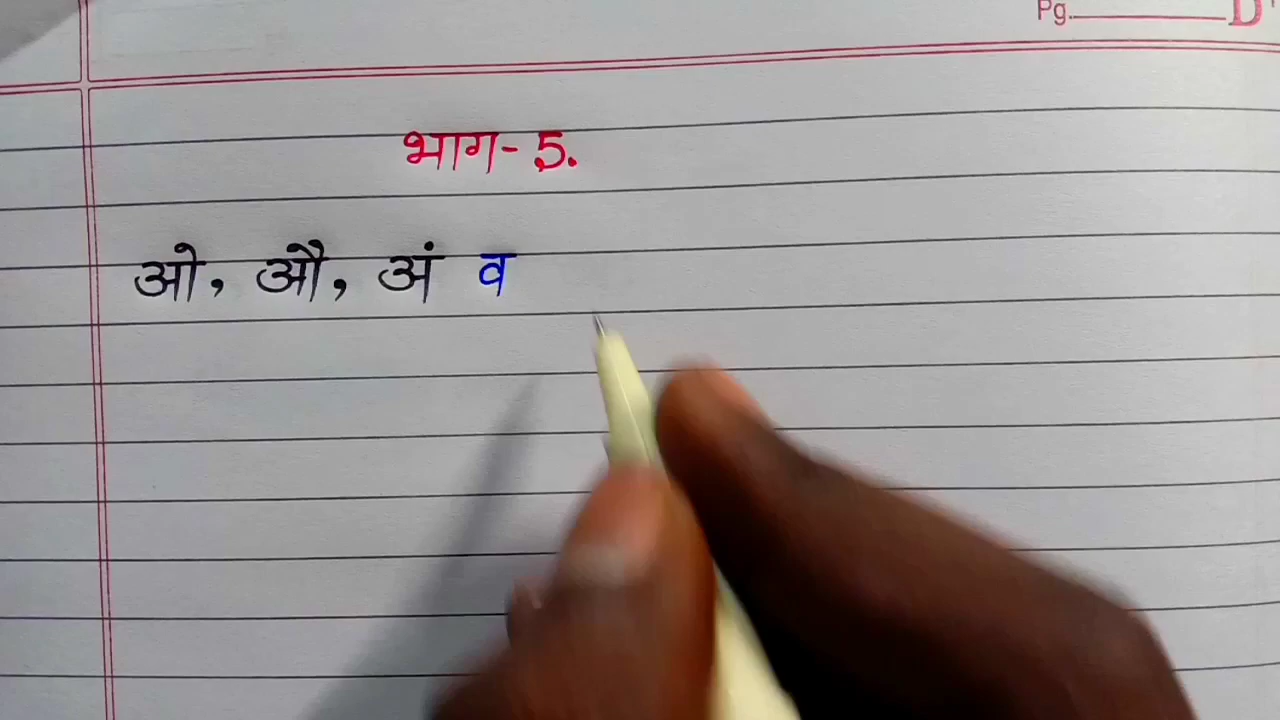 Pg.
भाग- 5.
ओ, औ, अं व